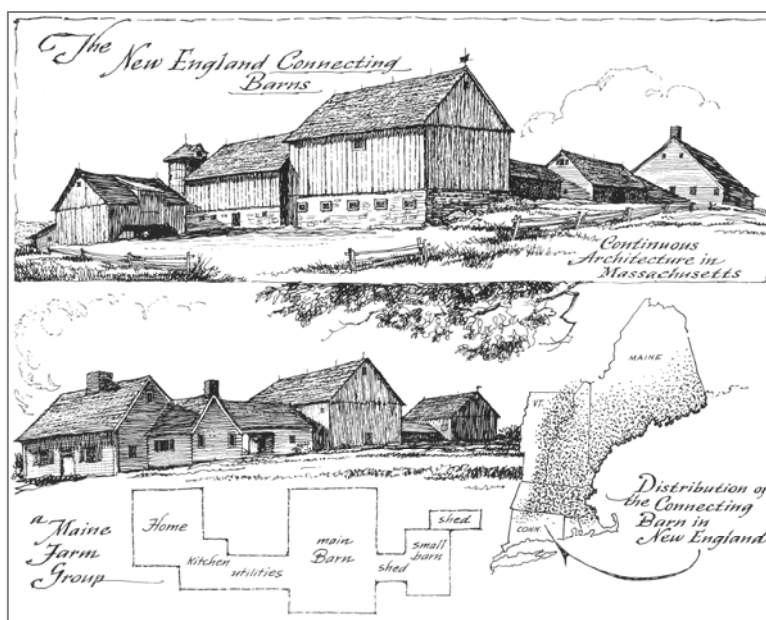 The
New England Connecting
Barns
Continuous
Architecture in
Massachusetts
MAINE
VT.
CONN.
Distribution of
the Connecting
Barn in
New England
a
Maine
Farm
Group
Home
Kitchen
utilities
main
Barn
shed
small
barn
shed